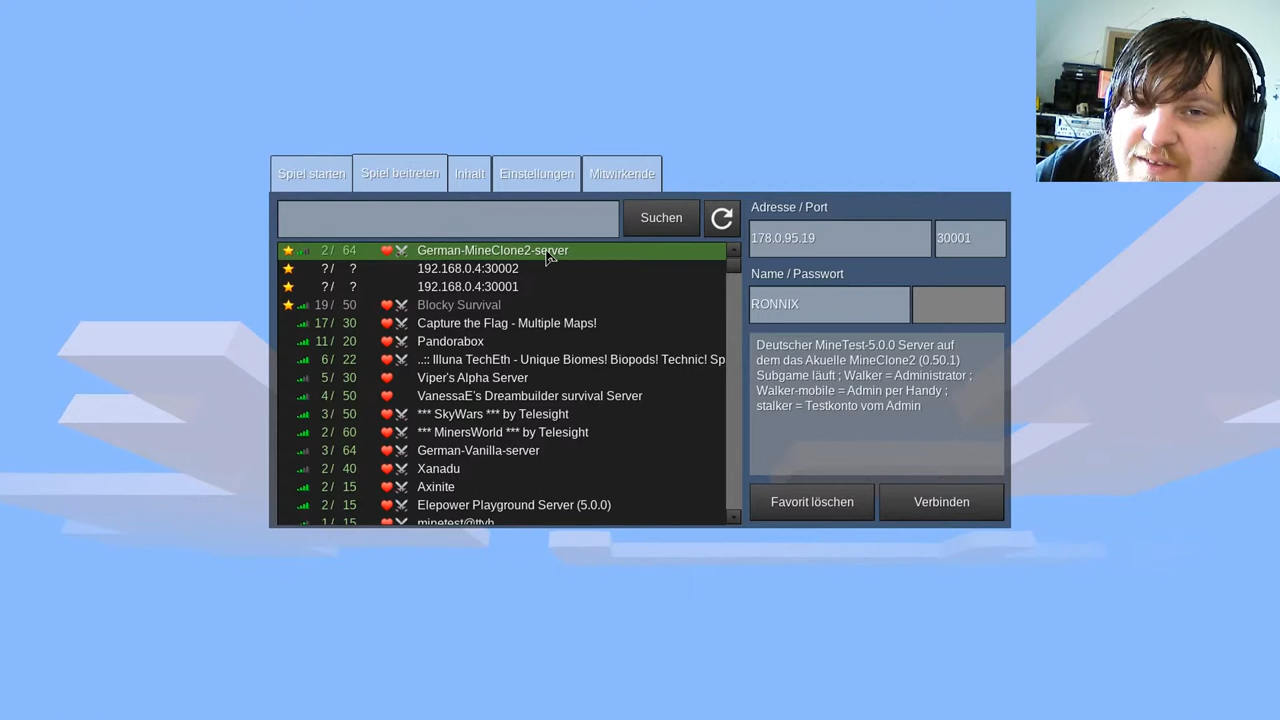 Spiel starten
Spiel beitreten
Inhalt
Einstellungen
Mitwirkende
Suchen
2 / 64 German-MineClone2-server
? / ? 192.168.0.4:30002
? / ? 192.168.0.4:30001
19 / 50 Blocky Survival
17 / 30 Capture the Flag - Multiple Maps!
11 / 20 Pandorabox
6 / 22 ..:: Illuna TechEth - Unique Biomes! Biopods! Technic! Sp
5 / 30 Viper's Alpha Server
4 / 50 VanessaE's Dreambuilder survival Server
3 / 50 *** SkyWars *** by Telesight
2 / 60 *** MinersWorld *** by Telesight
3 / 64 German-Vanilla-server
2 / 40 Xanadu
2 / 15 Axinite
2 / 15 Elepower Playground Server (5.0.0)
1 / 15
Adresse / Port
178.0.95.19
30001
Name / Passwort
RONNIX
Deutscher MineTest-5.0.0 Server auf
dem das Akuelle MineClone2 (0.50.1)
Subgame läuft ; Walker = Administrator ;
Walker-mobile = Admin per Handy ;
stalker = Testkonto vom Admin
Favorit löschen
Verbinden